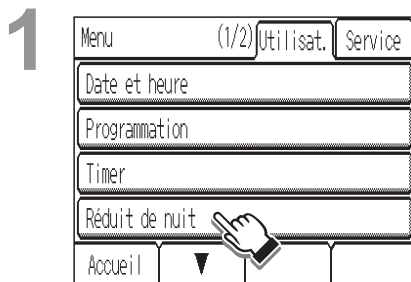 1
Menu (1/2) Utilisat. Service
Date et heure
Programmation
Timer
Réduit de nuit
Accueil ▼